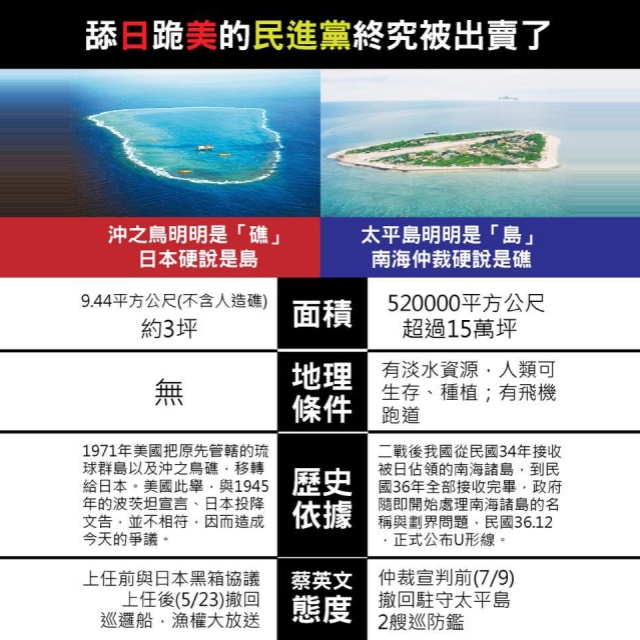 舔日跪美的民進黨終究被出賣了
沖之鳥明明是「礁」
日本硬說是島
太平島明明是「島」
南海仲裁硬說是礁
9.44平方公尺(不含人造礁)
約3坪
面積
520000平方公尺
超過15萬坪
無
地理
條件
有淡水資源，人類可
生存、種植；有飛機
跑道
1971年美國把原先管轄的琉
球群島以及沖之鳥礁，移轉
給日本。美國此舉，與1945
年的波茨坦宣言、日本投降
文告，並不相符，因而造成
今天的爭議。
歷史
依據
二戰後我國從民國34年接收
被日佔領的南海諸島，到民
國36年全部接收完畢，政府
隨即開始處理南海諸島的名
稱與劃界問題，民國36.12
，正式公布U形線。
上任前與日本黑箱協議
上任後(5/23)撤回
巡邏船，漁權大放送
蔡英文
態度
仲裁宣判前(7/9)
撤回駐守太平島
2艘巡防鑑